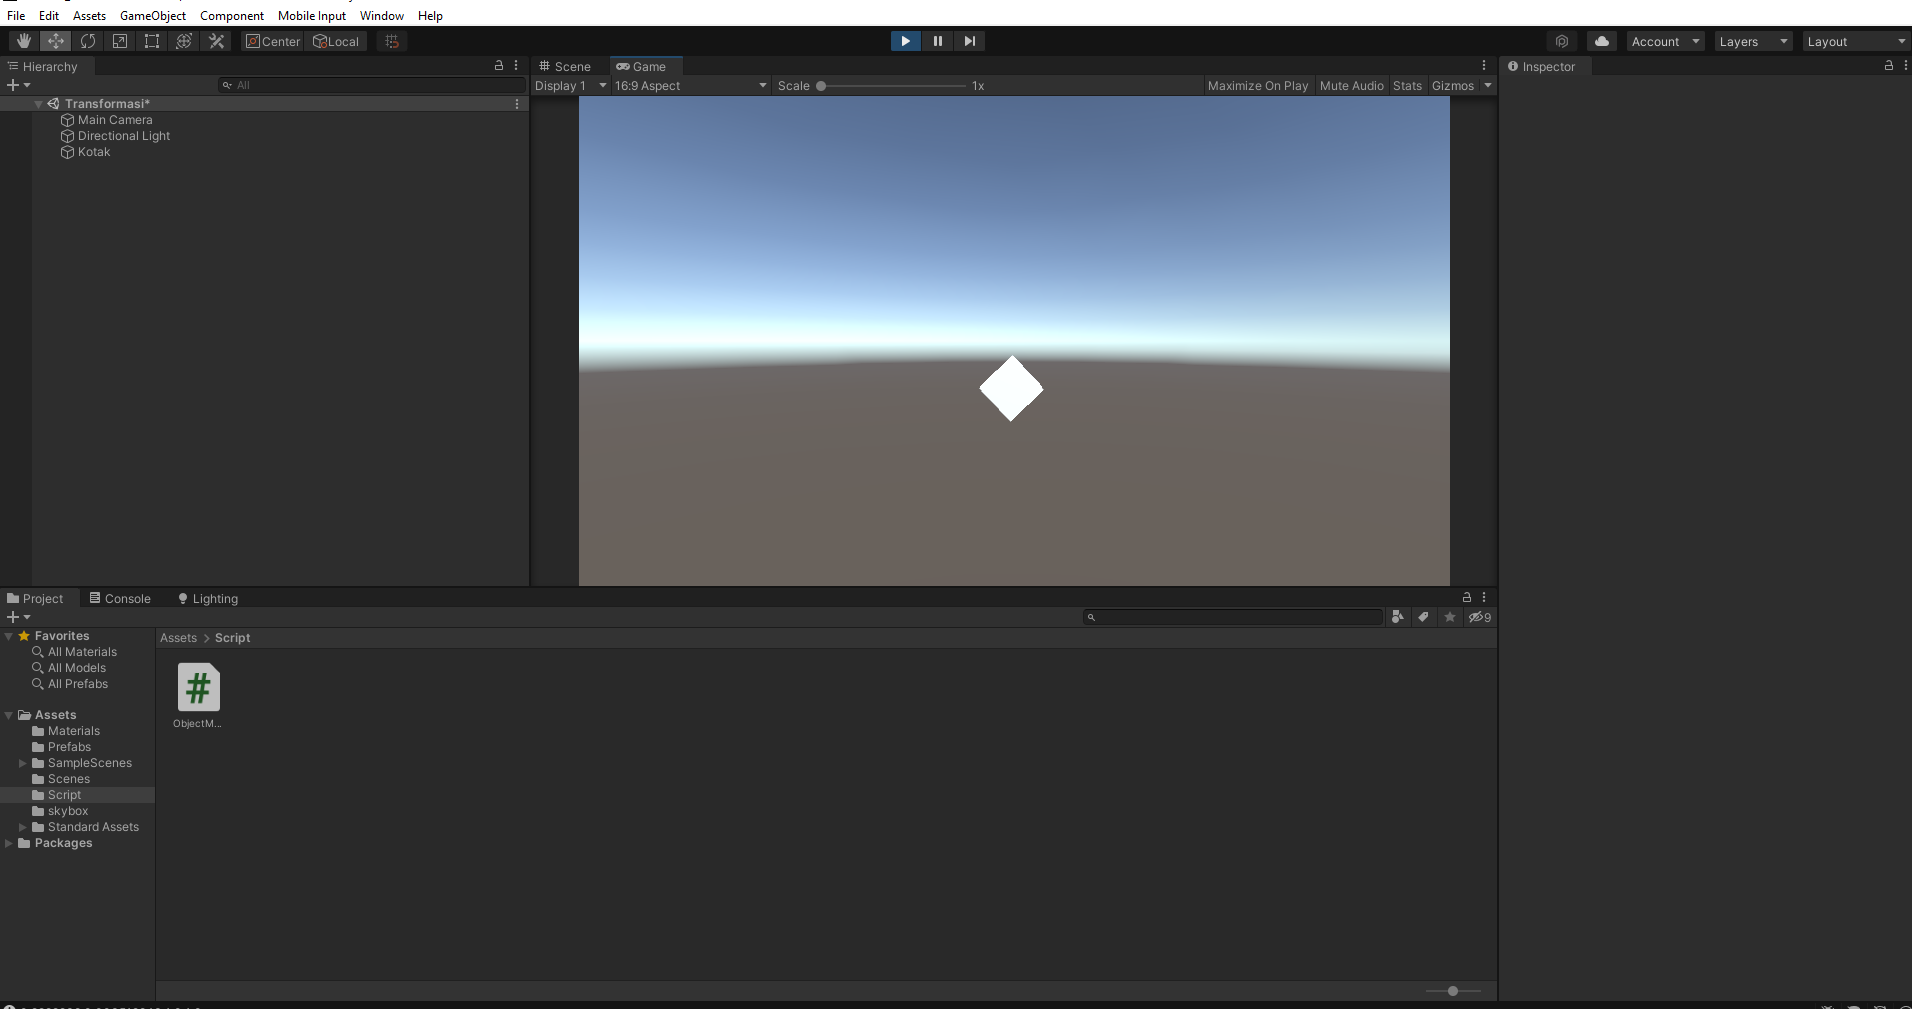 File Edit Assets GameObject Component Mobile Input Window Help
Center Local Account Layers Layout
Hierarchy
All
Transformasi*
Main Camera
Directional Light
Kotak
Scene Game
Display 1 16:9 Aspect Scale 1x Maximize On Play Mute Audio Stats Gizmos
Inspector
Project Console Lighting
9
Favorites
All Materials
All Models
All Prefabs
Assets
Materials
Prefabs
SampleScenes
Scenes
Script
skybox
Standard Assets
Packages
Assets > Script
#
ObjectM...